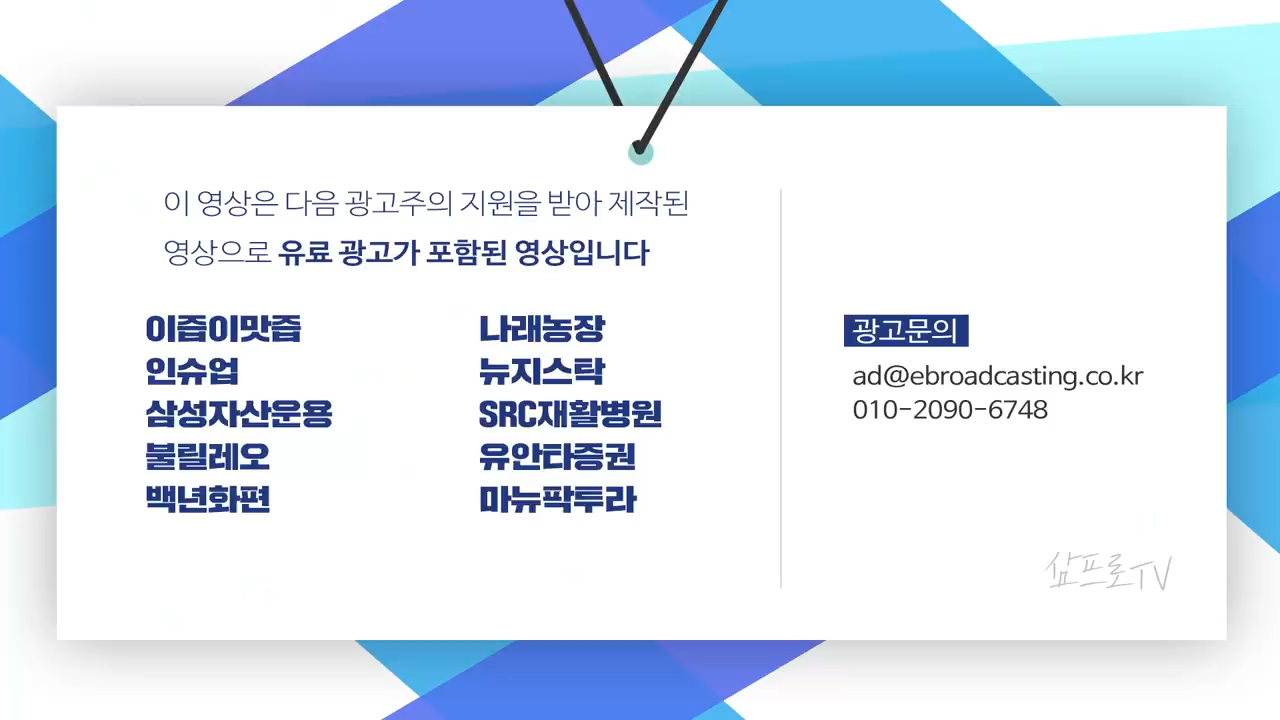 이 영상은 다음 광고주의 지원을 받아 제작된
영상으로 유료 광고가 포함된 영상입니다
이즙이맛즙
인슈업
삼성자산운용
불릴레오
백년화편
나래농장
뉴지스탁
SRC재활병원
유안타증권
마뉴팍투라
광고문의
ad@ebroadcasting.co.kr
010-2090-6748
삼프로TV